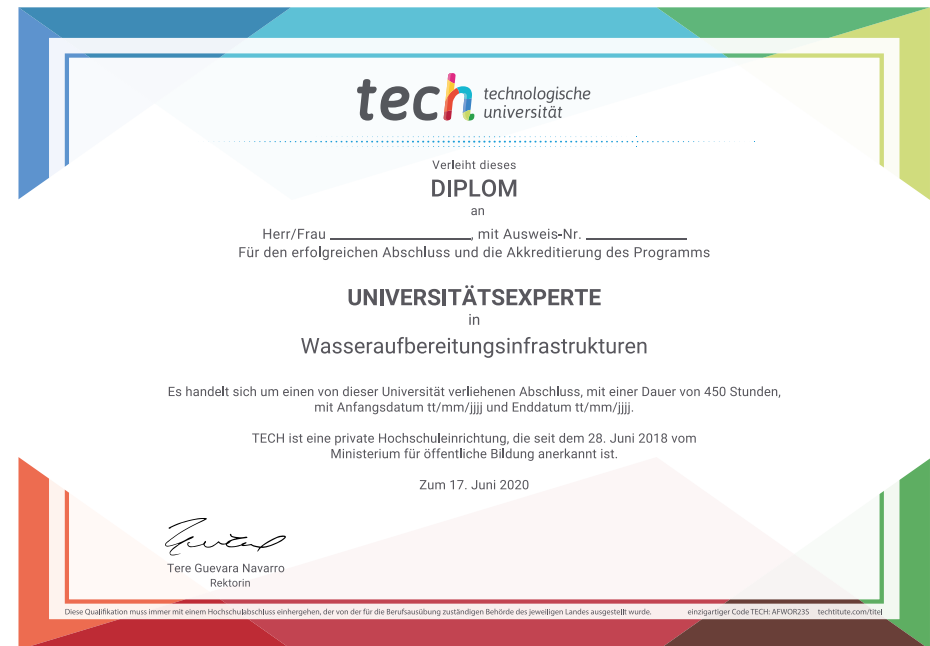 tech technologische
universität
Verleiht dieses
DIPLOM
an
Herr/Frau ____________________, mit Ausweis-Nr. ______________
Für den erfolgreichen Abschluss und die Akkreditierung des Programms
UNIVERSITÄTSEXPERTE
in
Wasseraufbereitungsinfrastrukturen
Es handelt sich um einen von dieser Universität verliehenen Abschluss, mit einer Dauer von 450 Stunden,
mit Anfangsdatum tt/mm/jjjj und Enddatum tt/mm/jjjj.
TECH ist eine private Hochschuleinrichtung, die seit dem 28. Juni 2018 vom
Ministerium für öffentliche Bildung anerkannt ist.
Zum 17. Juni 2020
Tere Guevara Navarro
Rektorin
Diese Qualifikation muss immer mit einem Hochschulabschluss einhergehen, der von der für die Berufsausübung zuständigen Behörde des jeweiligen Landes ausgestellt wurde. einzigartiger Code TECH: AFWOR23S techtitute.com/titel